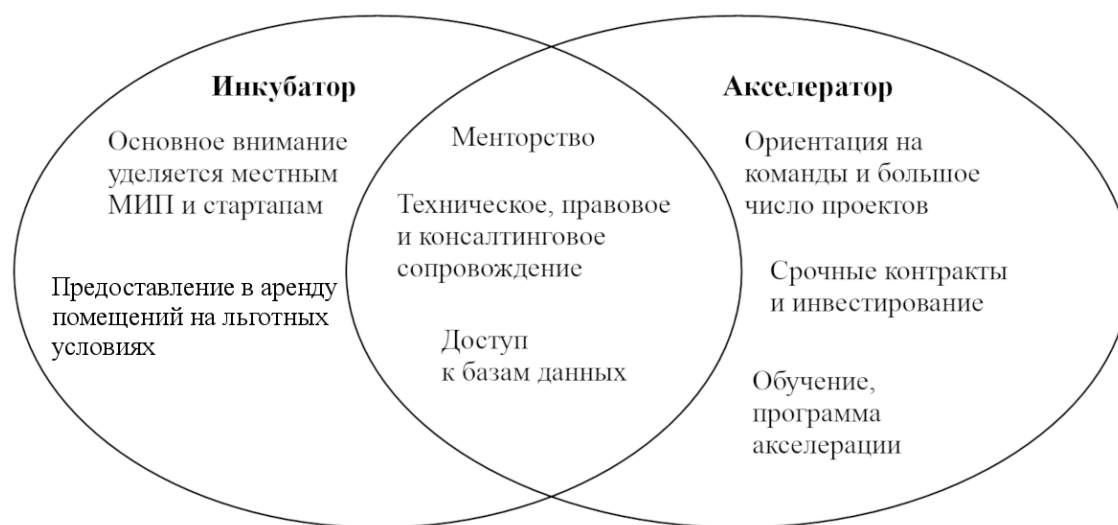 Инкубатор
Основное внимание
уделяется местным
МИП и стартапам
Предоставление в аренду
помещений на льготных
условиях
Менторство
Техническое, правовое
и консалтинговое
сопровождение
Доступ
к базам данных
Акселератор
Ориентация на
команды и большое
число проектов
Срочные контракты
и инвестирование
Обучение,
программа
акселерации